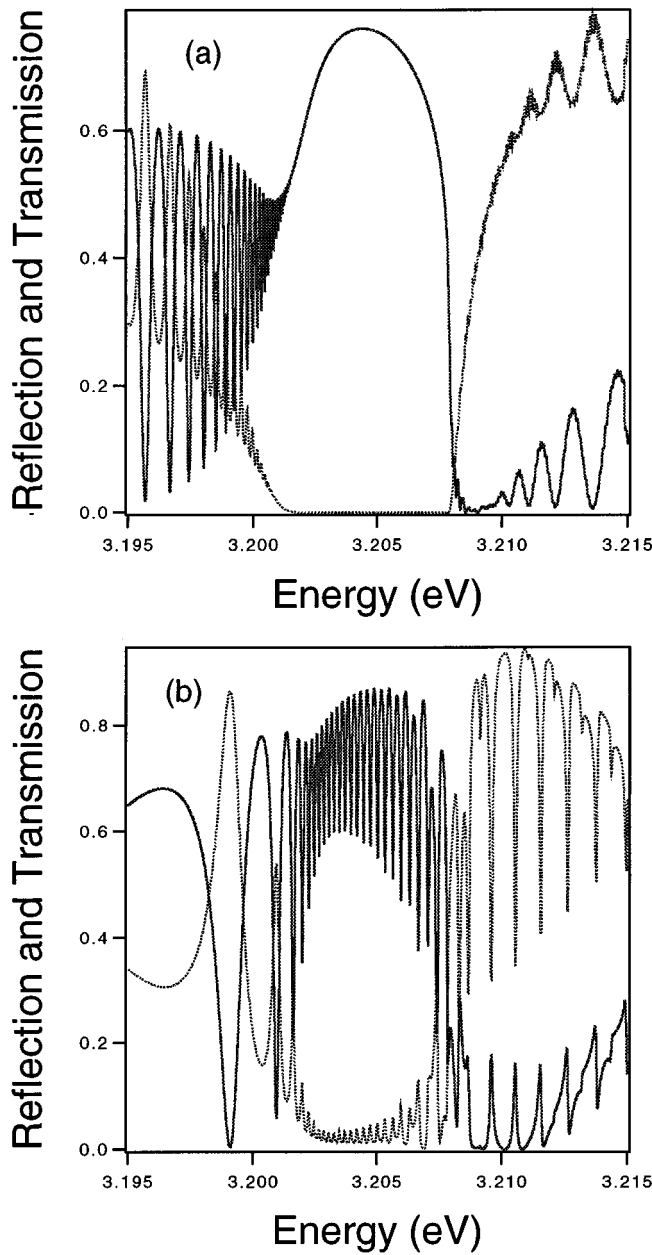 (a)
Reflection and Transmission
0.6
0.4
0.2
0.0
3.195 3.200 3.205 3.210 3.215
Energy (eV)
(b)
Reflection and Transmission
0.8
0.6
0.4
0.2
0.0
3.195 3.200 3.205 3.210 3.215
Energy (eV)